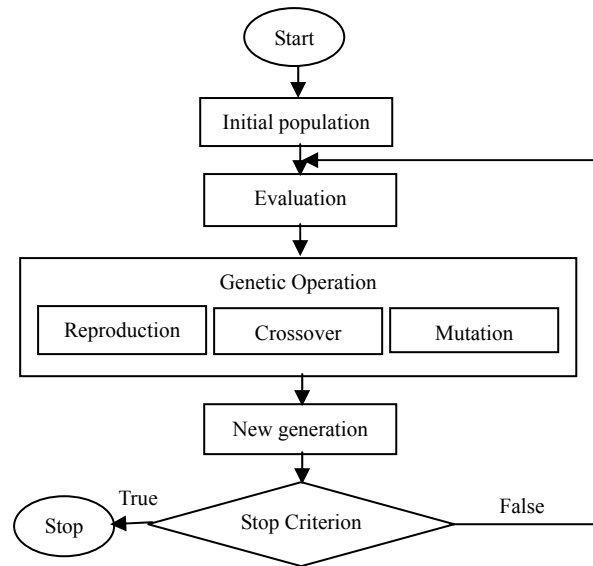 Start
Initial population
Evaluation
Genetic Operation
Reproduction
Crossover
Mutation
New generation
True
False
Stop
Stop Criterion